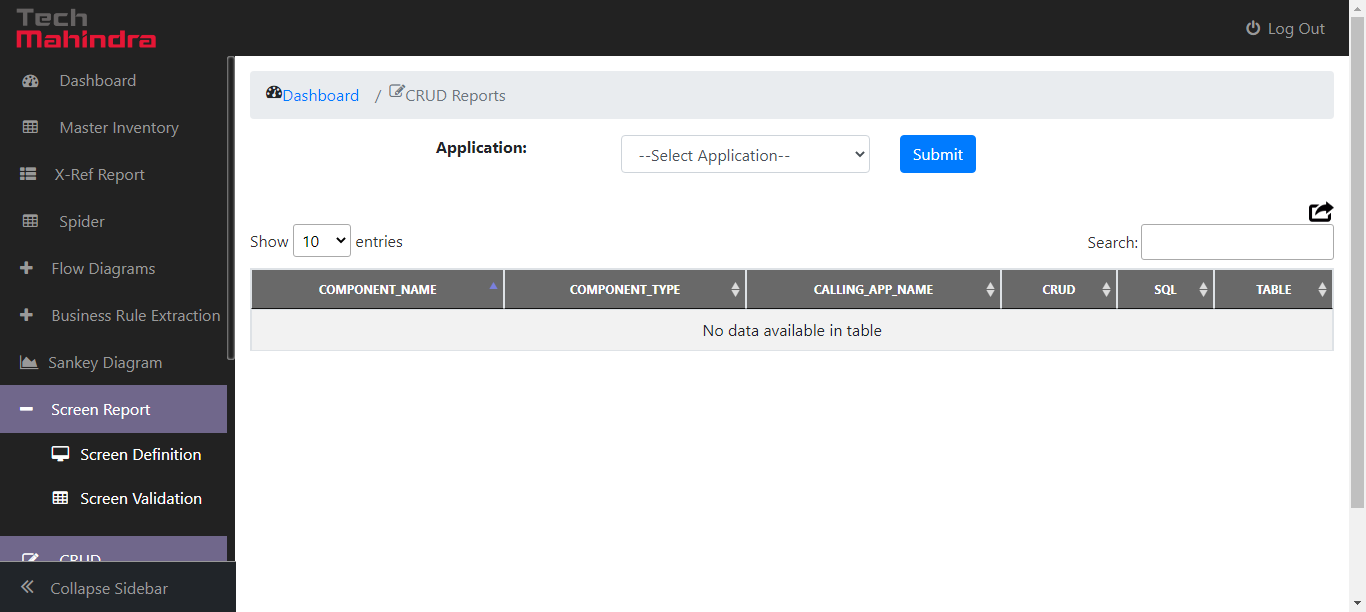 Tech
Mahindra
Log Out
Dashboard
Master Inventory
X-Ref Report
Spider
Flow Diagrams
Business Rule Extraction
Sankey Diagram
Screen Report
Screen Definition
Screen Validation
CRUD
Collapse Sidebar
Dashboard / CRUD Reports
Application: --Select Application-- Submit
Show 10 entries Search:
COMPONENT_NAME COMPONENT_TYPE CALLING_APP_NAME CRUD SQL TABLE
No data available in table